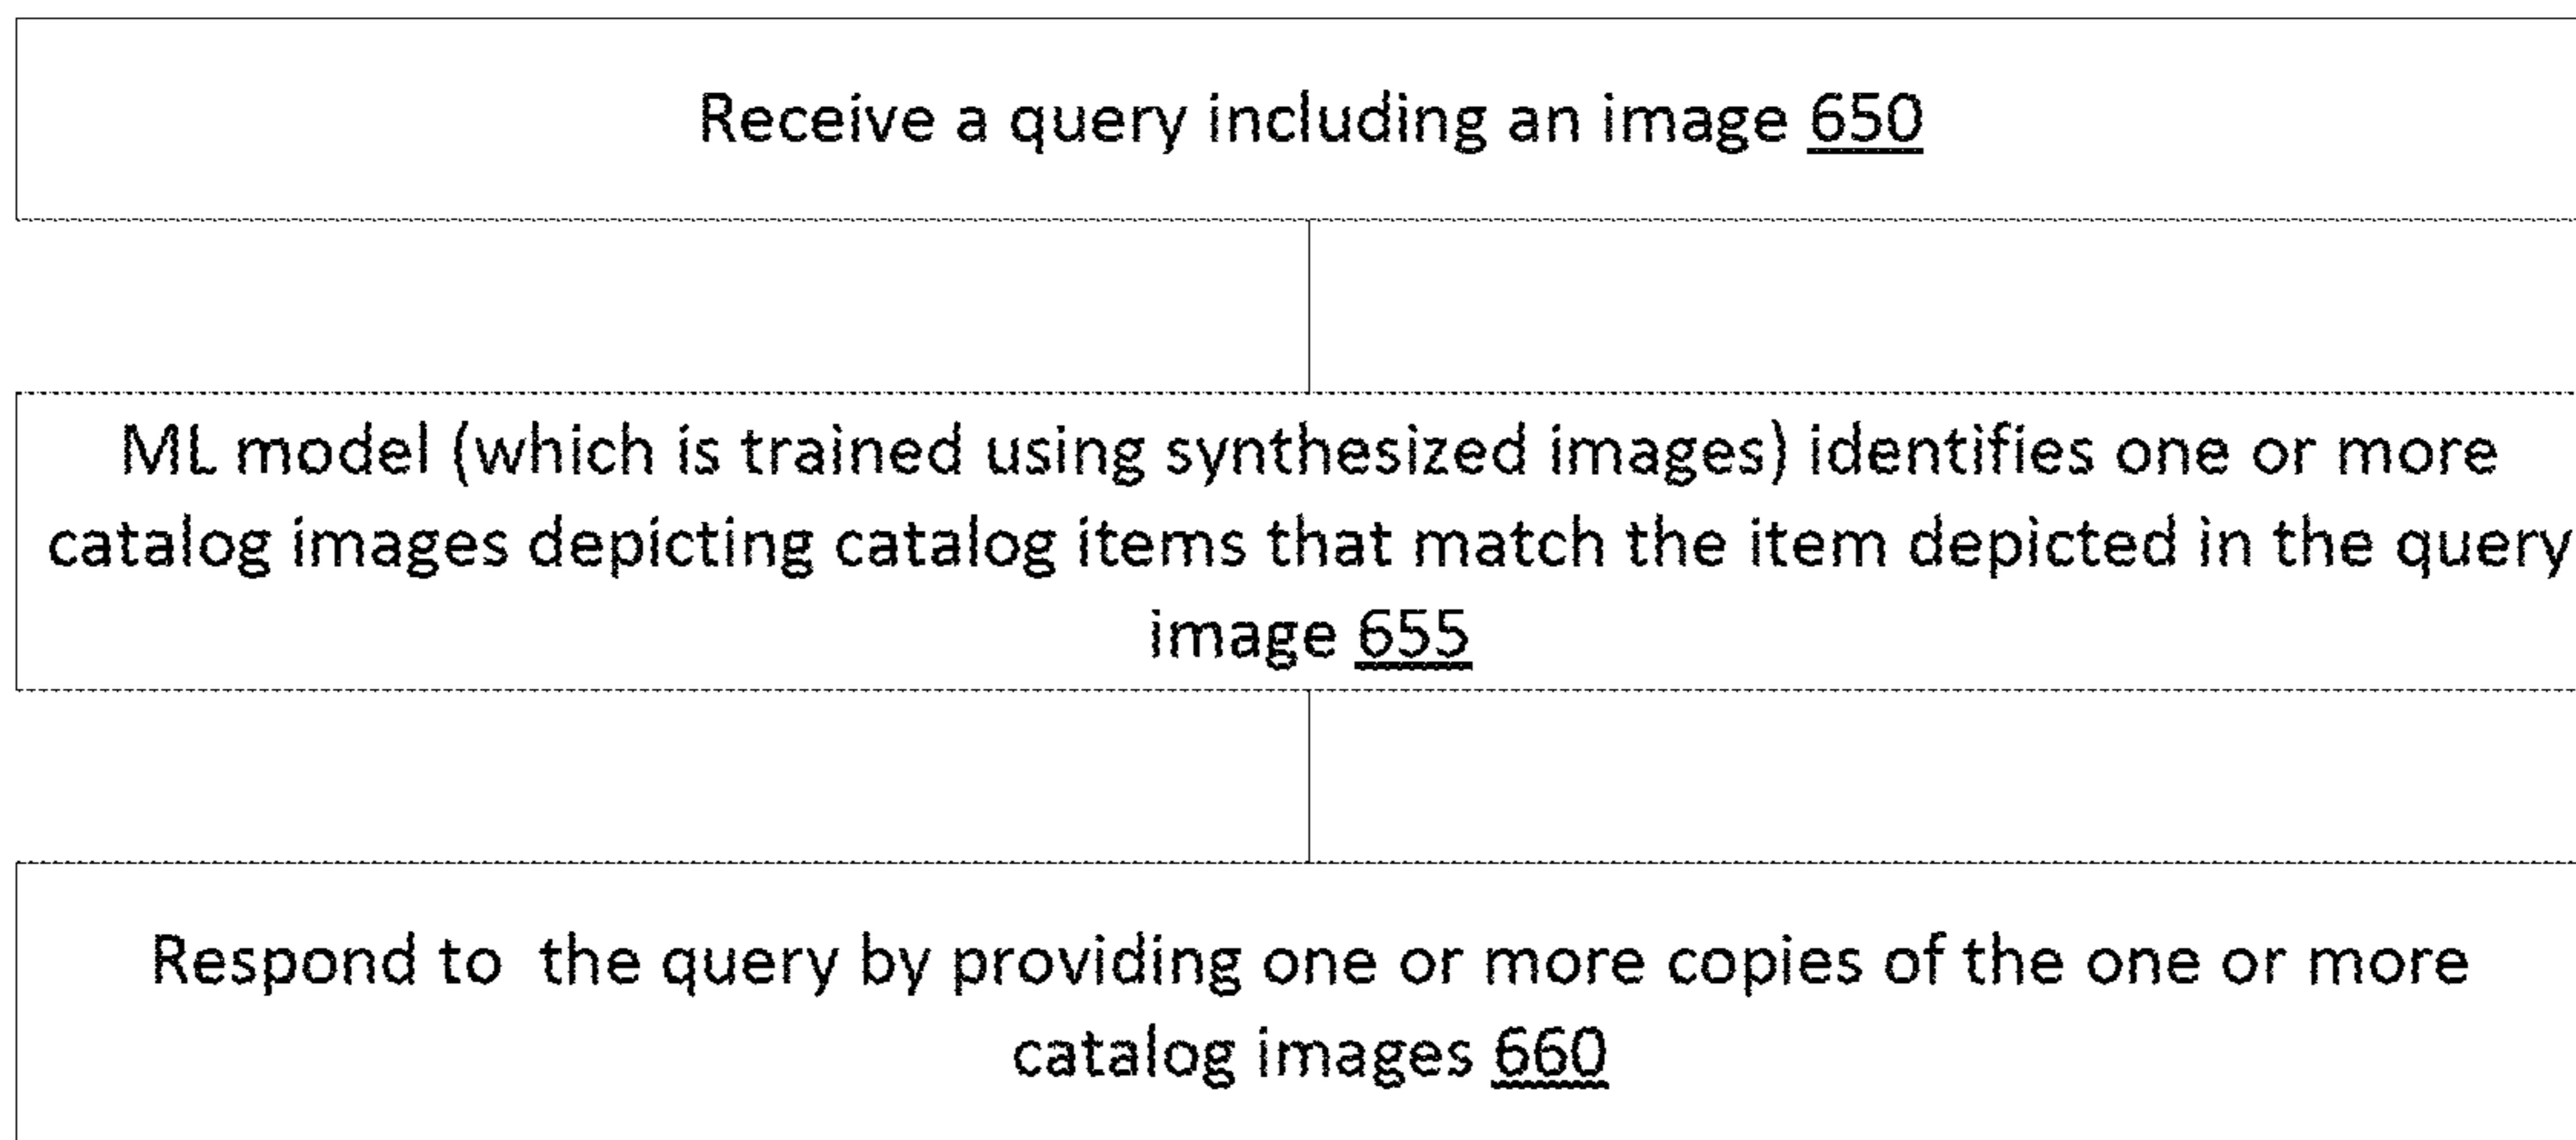 Receive a query including an image 650
ML model (which is trained using synthesized images) identifies one or more
catalog images depicting catalog items that match the item depicted in the query
image 655
Respond to  the query by providing one or more copies of the one or more
catalog images 660